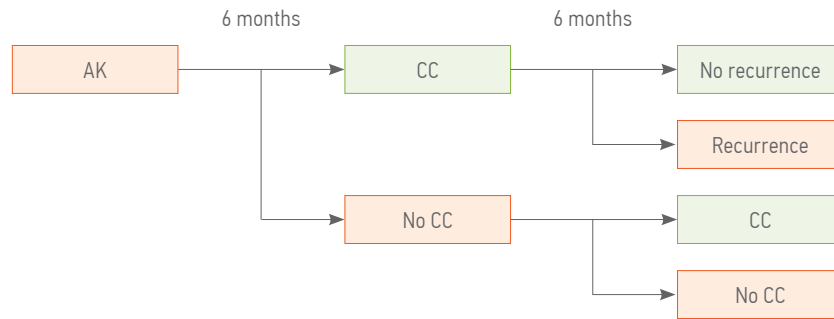 6 months
6 months
AK
CC
No recurrence
Recurrence
No CC
CC
No CC